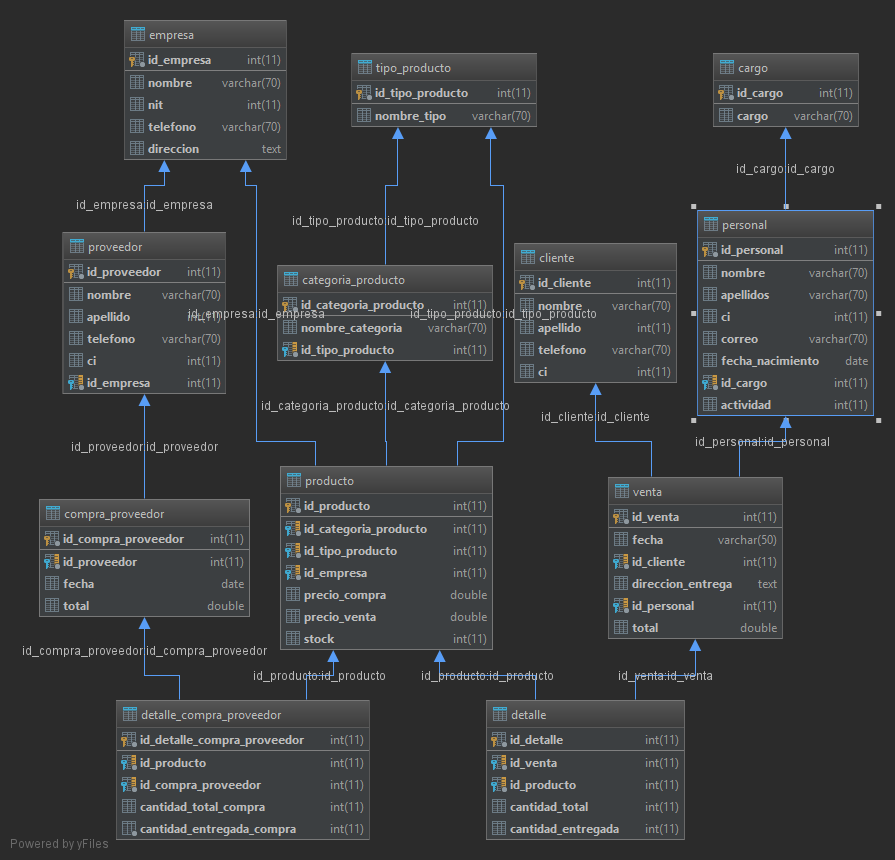 empresa
id_empresa int(11)
nombre varchar(70)
nit int(11)
telefono varchar(70)
direccion text
tipo_producto
id_tipo_producto int(11)
nombre_tipo varchar(70)
cargo
id_cargo int(11)
cargo varchar(70)
id_cargo:id_cargo
id_empresa:id_empresa
id_tipo_producto:id_tipo_producto
proveedor
id_proveedor int(11)
nombre varchar(70)
apellido int(11)
telefono varchar(70)
ci int(11)
id_empresa int(11)
id_empresa:id_empresa
categoria_producto
id_categoria_producto int(11)
nombre_categoria varchar(70)
id_tipo_producto int(11)
id_tipo_producto:id_tipo_producto
cliente
id_cliente int(11)
nombre varchar(70)
apellido int(11)
telefono varchar(70)
ci int(11)
personal
id_personal int(11)
nombre varchar(70)
apellidos varchar(70)
ci int(11)
correo varchar(70)
fecha_nacimiento date
id_cargo int(11)
actividad int(11)
id_categoria_producto:id_categoria_producto
id_cliente:id_cliente
id_personal:id_personal
id_proveedor:id_proveedor
compra_proveedor
id_compra_proveedor int(11)
id_proveedor int(11)
fecha date
total double
producto
id_producto int(11)
id_categoria_producto int(11)
id_tipo_producto int(11)
id_empresa int(11)
precio_compra double
precio_venta double
stock int(11)
venta
id_venta int(11)
fecha varchar(50)
id_cliente int(11)
direccion_entrega text
id_personal int(11)
total double
id_compra_proveedor:id_compra_proveedor
id_producto:id_producto
id_producto:id_producto
id_venta:id_venta
detalle_compra_proveedor
id_detalle_compra_proveedor int(11)
id_producto int(11)
id_compra_proveedor int(11)
cantidad_total_compra int(11)
cantidad_entregada_compra int(11)
detalle
id_detalle int(11)
id_venta int(11)
id_producto int(11)
cantidad_total int(11)
cantidad_entregada int(11)
Powered by yFiles